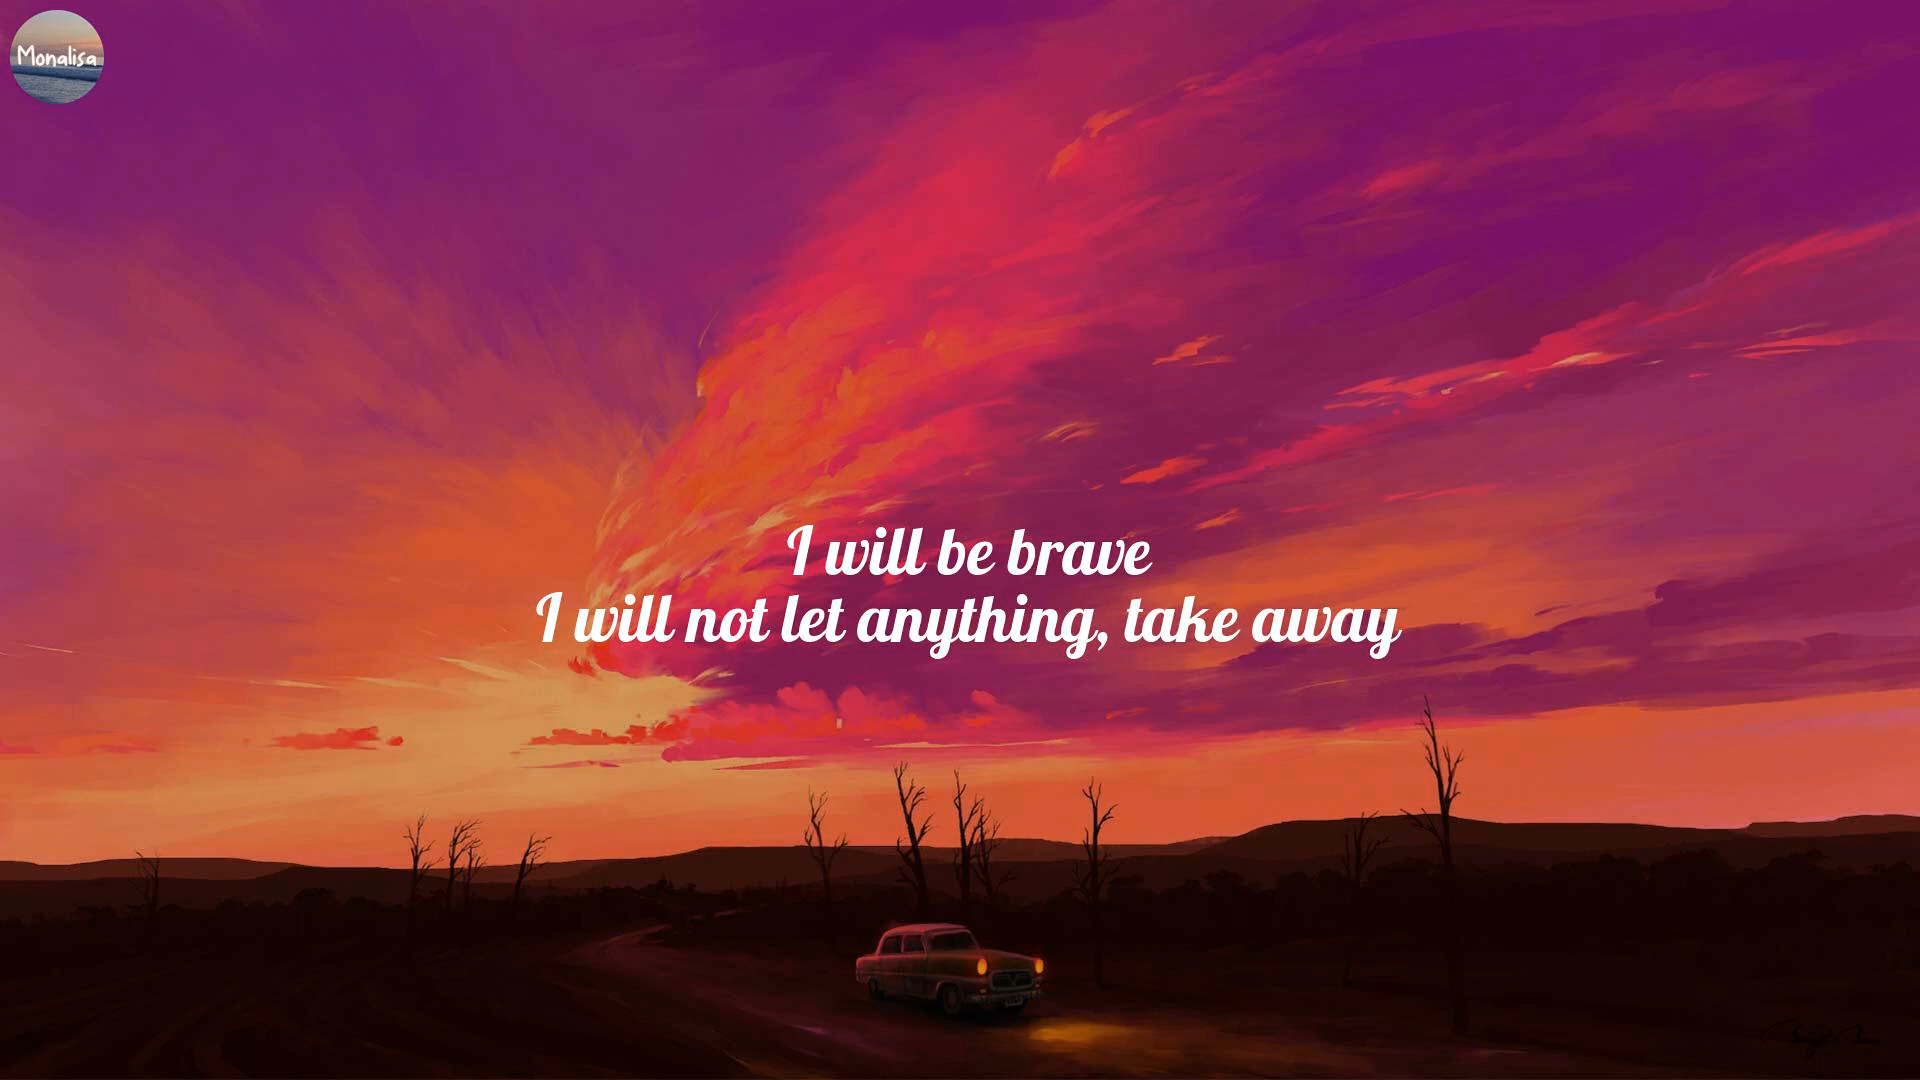 Monalisa
I will be brave
I will not let anything, take away